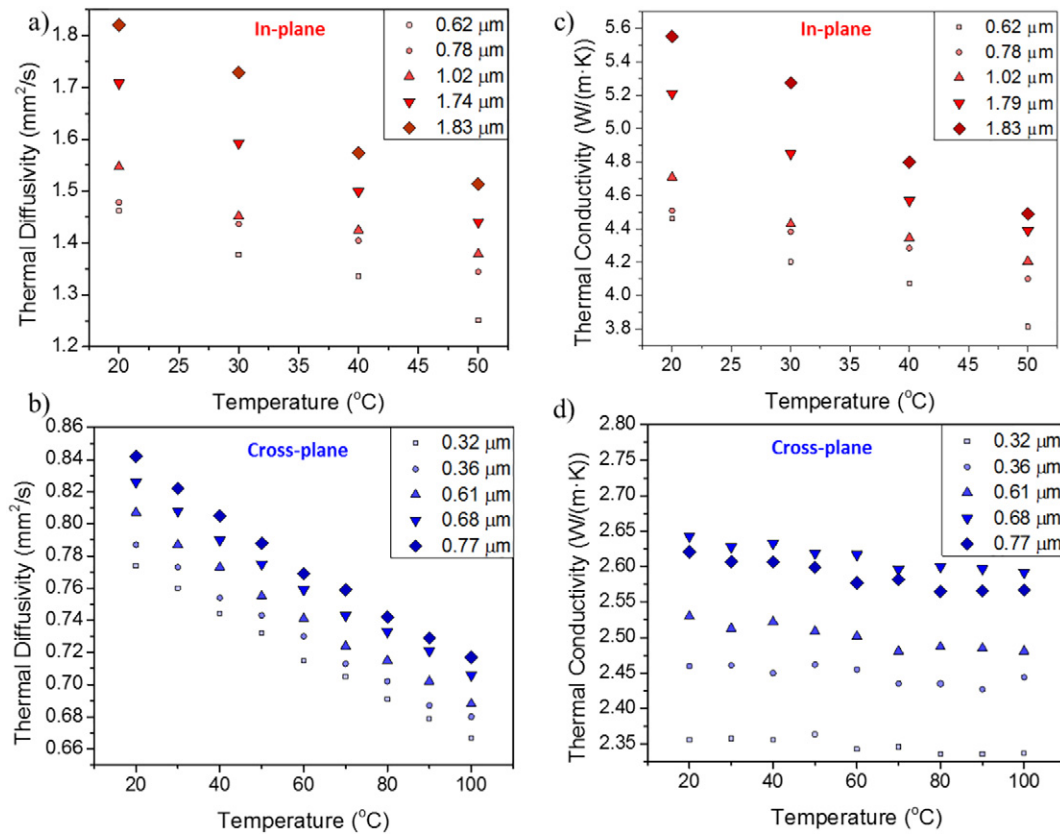 a)
In-plane
0.62 μm
0.78 μm
1.02 μm
1.74 μm
1.83 μm
Thermal Diffusivity (mm²/s)
1.8
1.7
1.6
1.5
1.4
1.3
1.2
20 25 30 35 40 45 50
Temperature (°C)
c)
In-plane
0.62 μm
0.78 μm
1.02 μm
1.79 μm
1.83 μm
Thermal Conductivity (W/(m·K))
5.6
5.4
5.2
5.0
4.8
4.6
4.4
4.2
4.0
3.8
20 25 30 35 40 45 50
Temperature (°C)
b)
Cross-plane
0.32 μm
0.36 μm
0.61 μm
0.68 μm
0.77 μm
Thermal Diffusivity (mm²/s)
0.86
0.84
0.82
0.80
0.78
0.76
0.74
0.72
0.70
0.68
0.66
20 30 40 50 60 70 80 90 100
Temperature (°C)
d)
Cross-plane
0.32 μm
0.36 μm
0.61 μm
0.68 μm
0.77 μm
Thermal Conductivity (W/(m·K))
2.80
2.75
2.70
2.65
2.60
2.55
2.50
2.45
2.40
2.35
20 30 40 50 60 70 80 90 100
Temperature (°C)